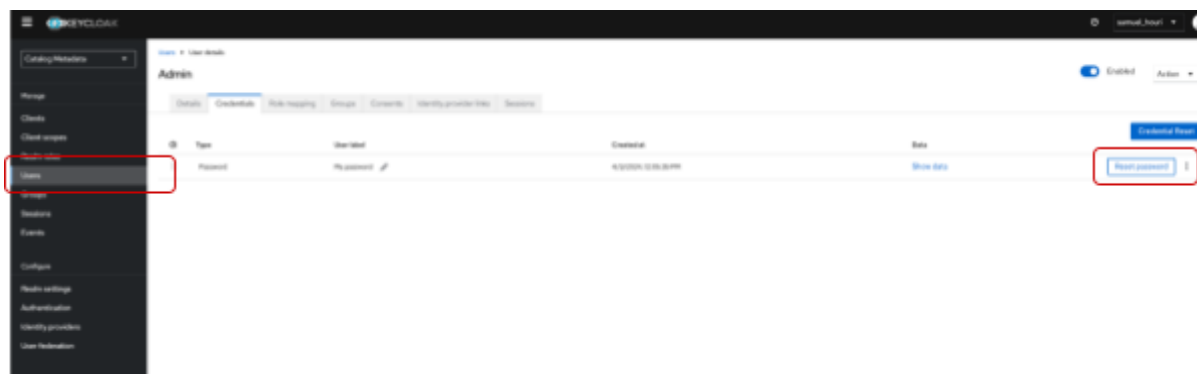 KEYCLOAK
samuel_houri
Catalog Metadata
Users > User details
Admin
Enabled
Action
Manage
Details Credentials Role mapping Groups Consents Identity provider links Sessions
Clients
Client scopes
Credential Reset
Realm roles
Type User label Created at Data
Users
Password My password Show data Reset password
Groups
Sessions
Events
Configure
Realm settings
Authentication
Identity providers
User federation